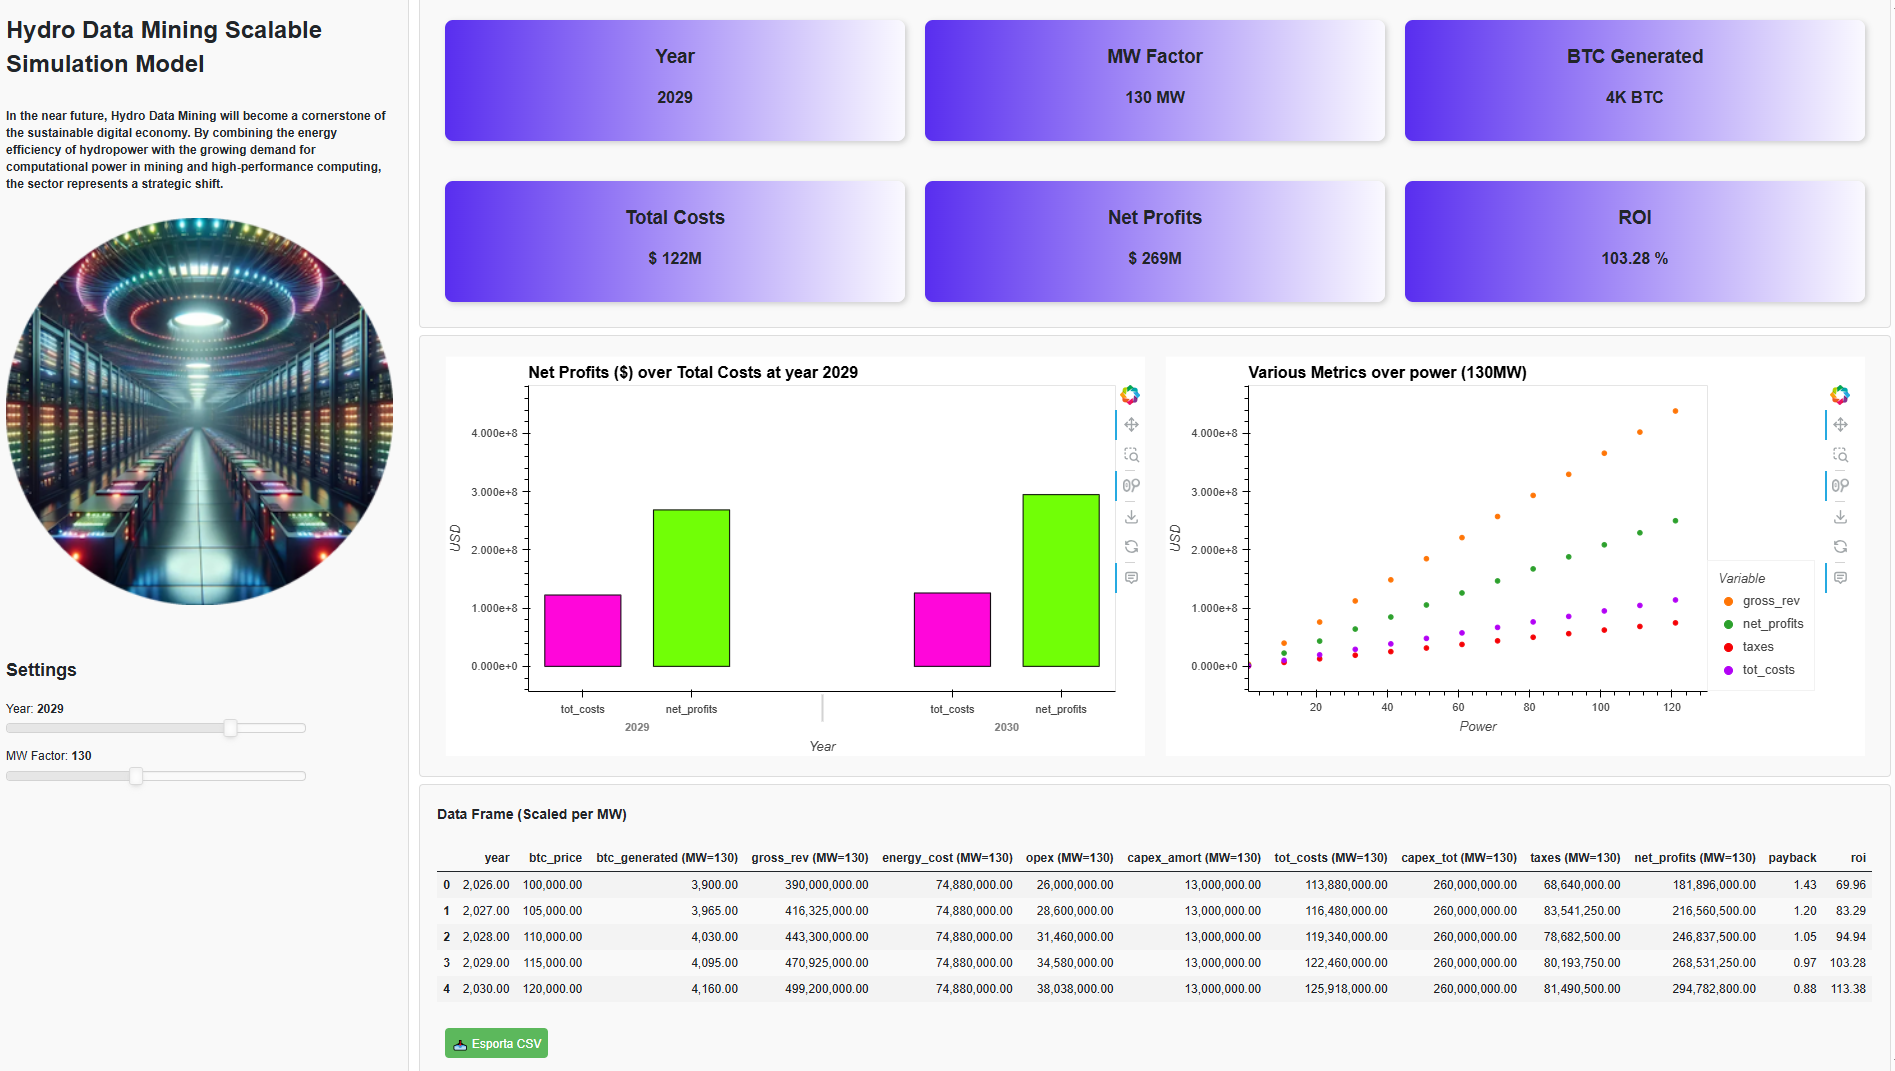 Hydro Data Mining Scalable
Simulation Model
In the near future, Hydro Data Mining will become a cornerstone of
the sustainable digital economy. By combining the energy
efficiency of hydropower with the growing demand for
computational power in mining and high-performance computing,
the sector represents a strategic shift.
Settings
Year: 2029
MW Factor: 130
Year
2029
MW Factor
130 MW
BTC Generated
4K BTC
Total Costs
$ 122M
Net Profits
$ 269M
ROI
103.28 %
Net Profits ($) over Total Costs at year 2029
USD
4.000e+8
3.000e+8
2.000e+8
1.000e+8
0.000e+0
tot_costs net_profits tot_costs net_profits
2029 2030
Year
Various Metrics over power (130MW)
USD
4.000e+8
3.000e+8
2.000e+8
1.000e+8
0.000e+0
20 40 60 80 100 120
Power
Variable
gross_rev
net_profits
taxes
tot_costs
Data Frame (Scaled per MW)
year btc_price btc_generated (MW=130) gross_rev (MW=130) energy_cost (MW=130) opex (MW=130) capex_amort (MW=130) tot_costs (MW=130) capex_tot (MW=130) taxes (MW=130) net_profits (MW=130) payback roi
0 2,026.00 100,000.00 3,900.00 390,000,000.00 74,880,000.00 26,000,000.00 13,000,000.00 113,880,000.00 260,000,000.00 68,640,000.00 181,896,000.00 1.43 69.96
1 2,027.00 105,000.00 3,965.00 416,325,000.00 74,880,000.00 28,600,000.00 13,000,000.00 116,480,000.00 260,000,000.00 83,541,250.00 216,560,500.00 1.20 83.29
2 2,028.00 110,000.00 4,030.00 443,300,000.00 74,880,000.00 31,460,000.00 13,000,000.00 119,340,000.00 260,000,000.00 78,682,500.00 246,837,500.00 1.05 94.94
3 2,029.00 115,000.00 4,095.00 470,925,000.00 74,880,000.00 34,580,000.00 13,000,000.00 122,460,000.00 260,000,000.00 80,193,750.00 268,531,250.00 0.97 103.28
4 2,030.00 120,000.00 4,160.00 499,200,000.00 74,880,000.00 38,038,000.00 13,000,000.00 125,918,000.00 260,000,000.00 81,490,500.00 294,782,800.00 0.88 113.38
Esporta CSV